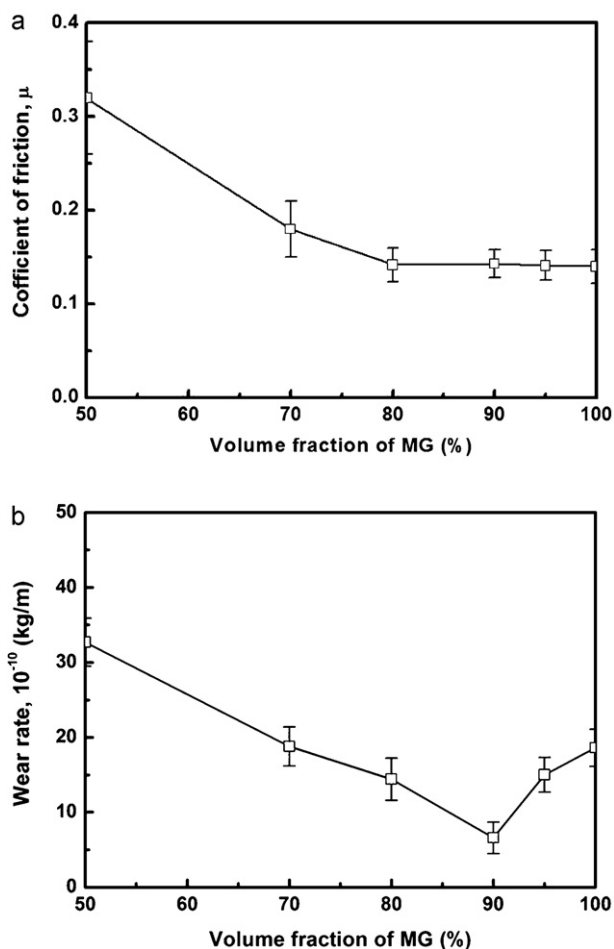 a
0.4
0.3
0.2
0.1
0.0
Cofficient of friction, μ
50 60 70 80 90 100
Volume fraction of MG (%)
b
50
40
30
20
10
0
Wear rate, 10⁻¹⁰ (kg/m)
50 60 70 80 90 100
Volume fraction of MG (%)